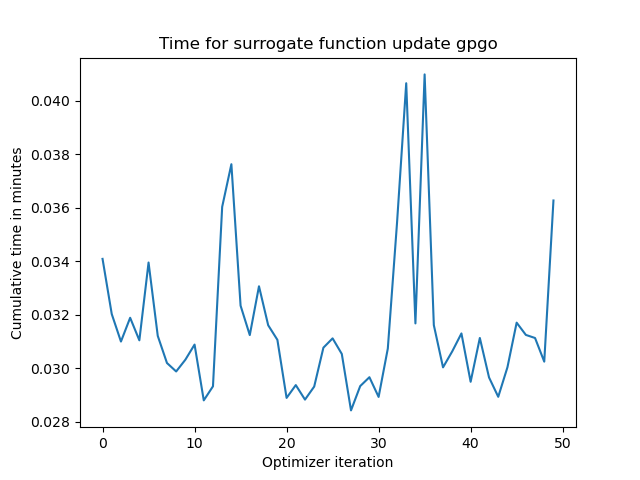 Time for surrogate function update gpgo
Cumulative time in minutes
0.040
0.038
0.036
0.034
0.032
0.030
0.028
0 10 20 30 40 50
Optimizer iteration